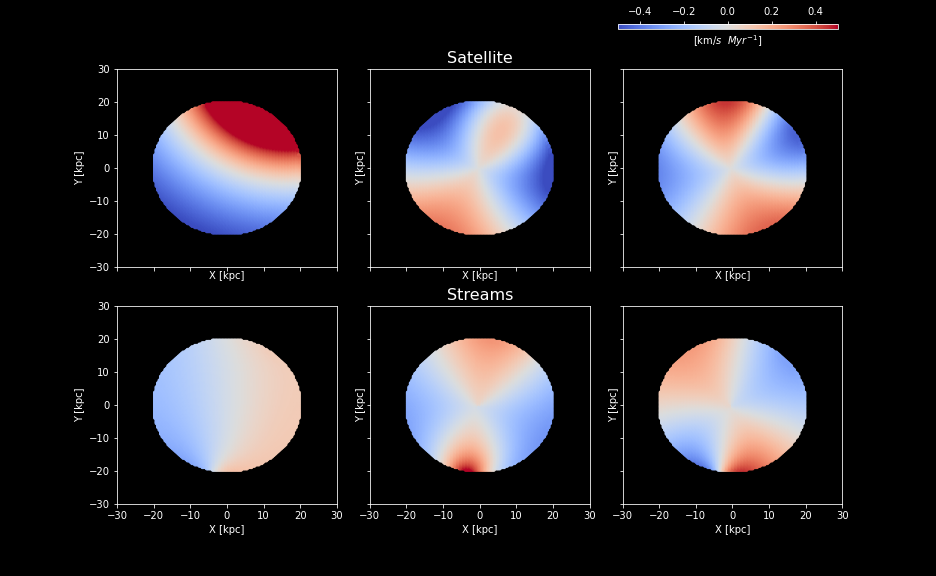 −0.4 −0.2 0.0 0.2 0.4
[km/s Myr⁻¹]
Satellite
30
20
10
0
−10
−20
−30
Y [kpc]
X [kpc]
Y [kpc]
X [kpc]
Y [kpc]
X [kpc]
Streams
30
20
10
0
−10
−20
−30
Y [kpc]
−30 −20 −10 0 10 20 30
X [kpc]
Y [kpc]
−30 −20 −10 0 10 20 30
X [kpc]
Y [kpc]
−30 −20 −10 0 10 20 30
X [kpc]